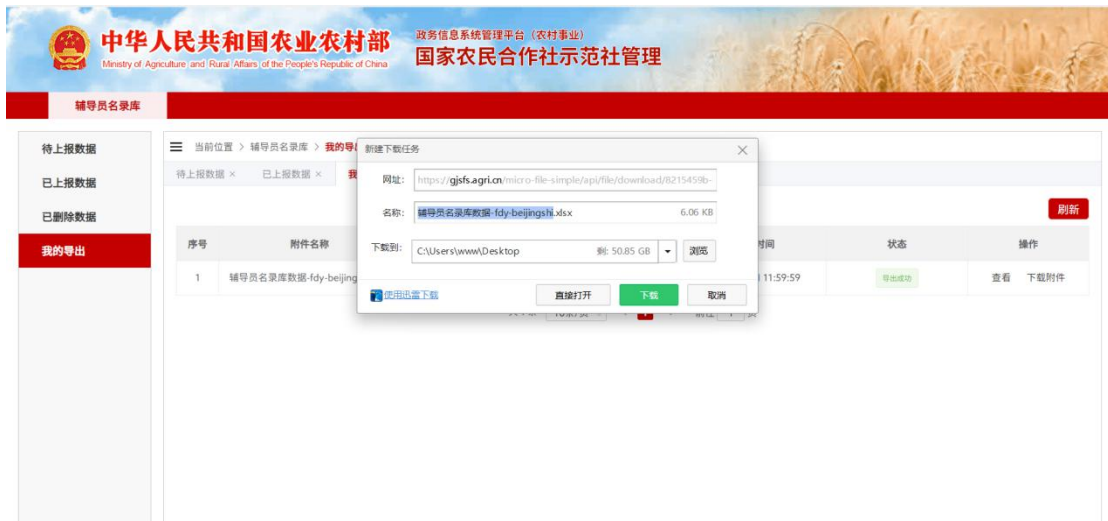 中华人民共和国农业农村部
Ministry of Agriculture and Rural Affairs of the People's Republic of China
政务信息系统管理平台（农村事业）
国家农民合作社示范社管理
辅导员名录库
待上报数据
已上报数据
已删除数据
我的导出
当前位置 > 辅导员名录库 > 我的导
待上报数据 × 已上报数据 × 我
刷新
序号 附件名称 时间 状态 操作
1 辅导员名录库数据-fdy-beijing 11:59:59 导出成功 查看 下载附件
新建下载任务
网址： https://gjsfs.agri.cn/micro-file-simple/api/file/download/8215459b-
名称： 辅导员名录库数据-fdy-beijingshi.xlsx 6.06 KB
下载到： C:\Users\www\Desktop 剩: 50.85 GB 浏览
使用迅雷下载 直接打开 下载 取消